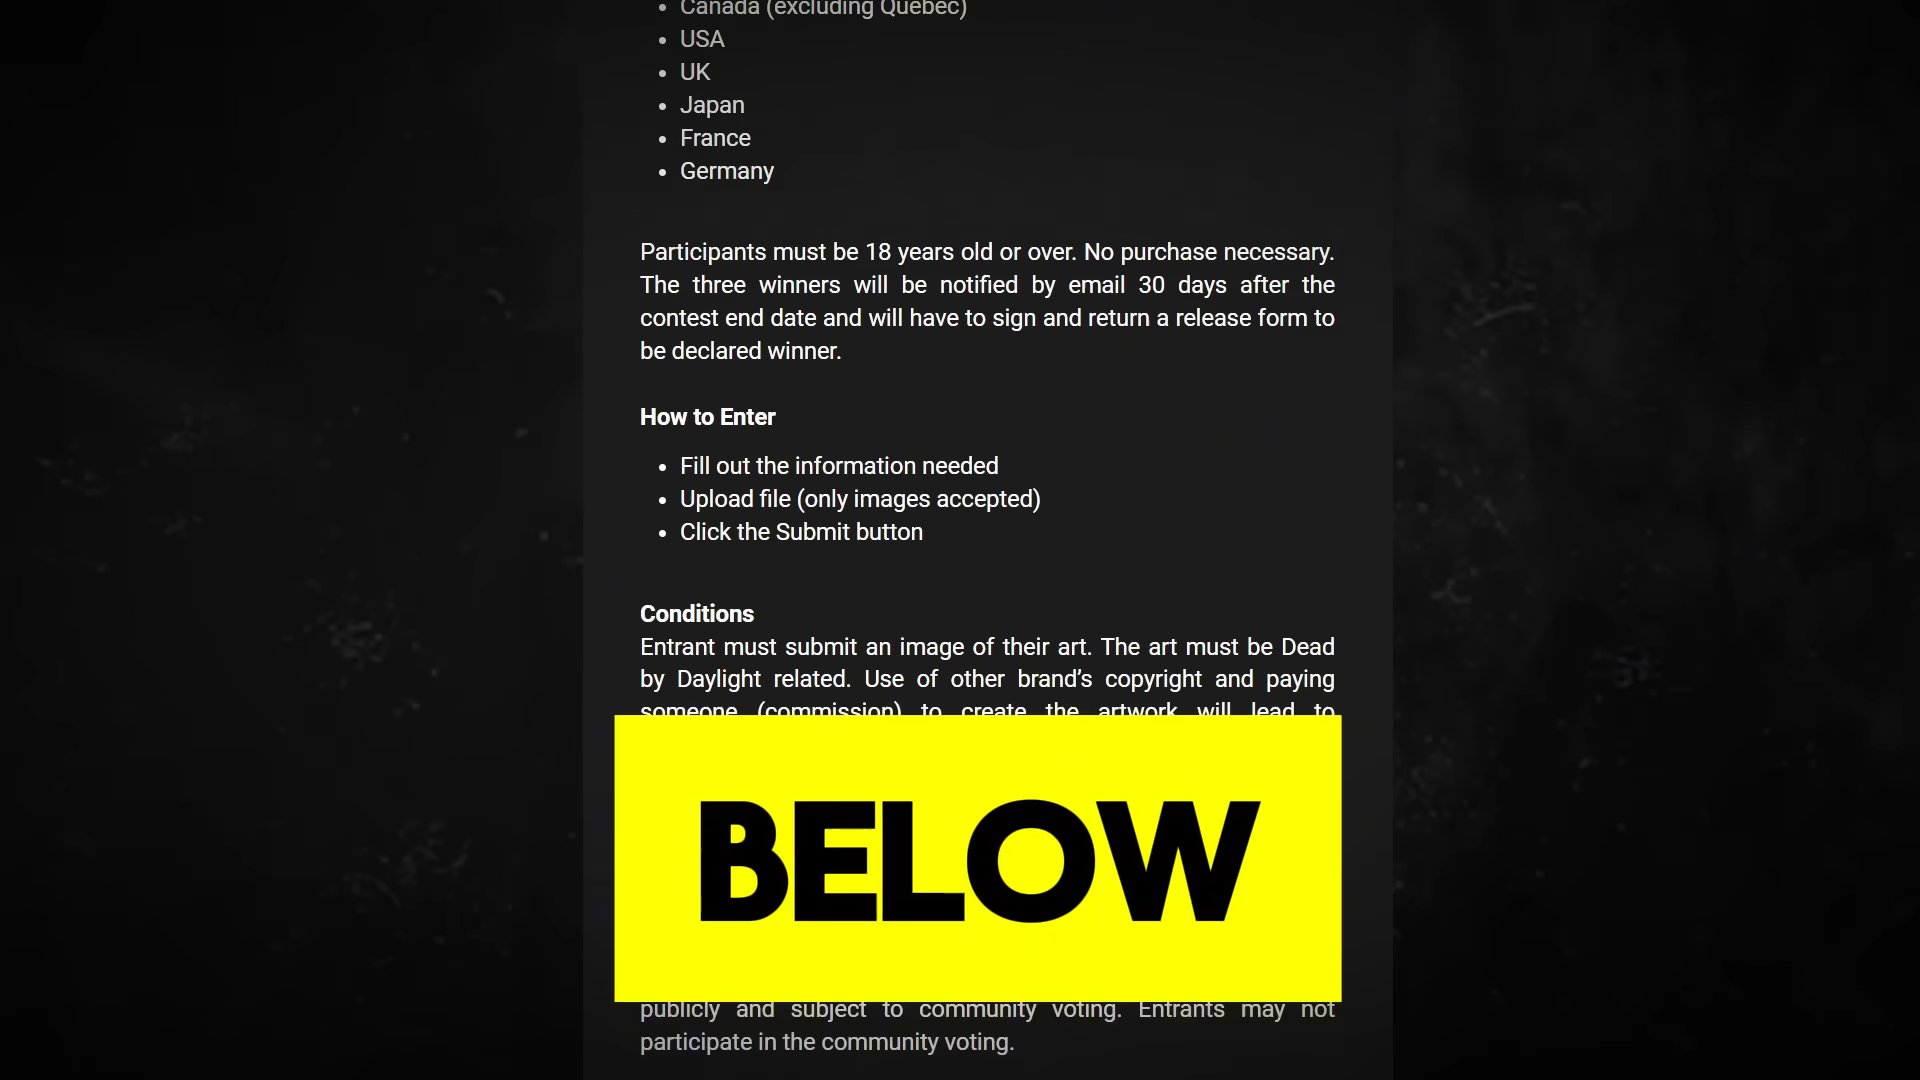 Canada (excluding Quebec)
USA
UK
Japan
France
Germany
Participants must be 18 years old or over. No purchase necessary.
The three winners will be notified by email 30 days after the
contest end date and will have to sign and return a release form to
be declared winner.
How to Enter
Fill out the information needed
Upload file (only images accepted)
Click the Submit button
Conditions
Entrant must submit an image of their art. The art must be Dead
by Daylight related. Use of other brand’s copyright and paying
someone (commission) to create the artwork will lead to
BELOW
publicly and subject to community voting. Entrants may not
participate in the community voting.